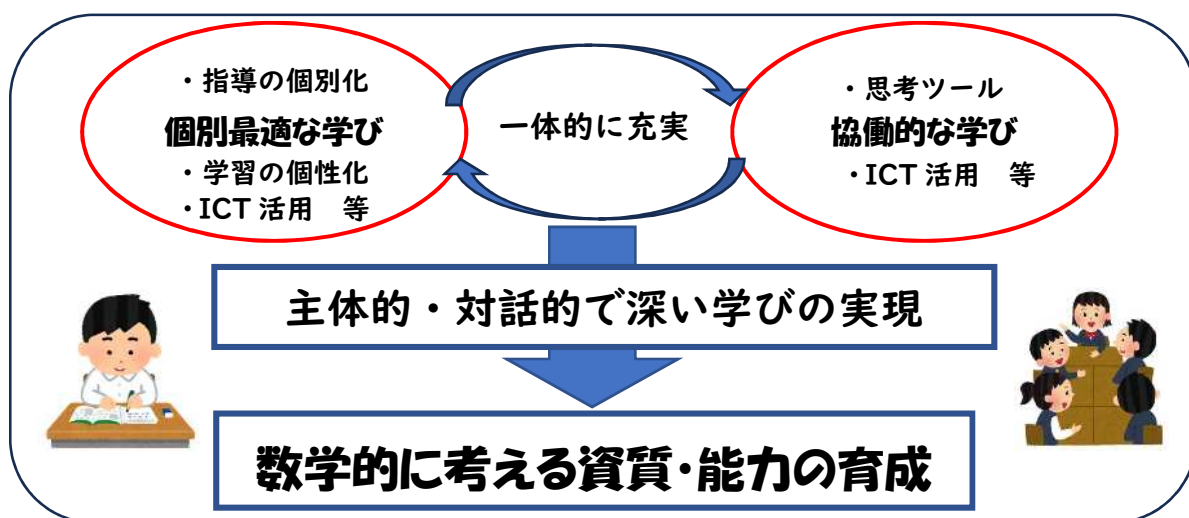 ・指導の個別化
個別最適な学び
・学習の個性化
・ICT 活用　等
一体的に充実
・思考ツール
協働的な学び
・ICT 活用　等
主体的・対話的で深い学びの実現
数学的に考える資質・能力の育成